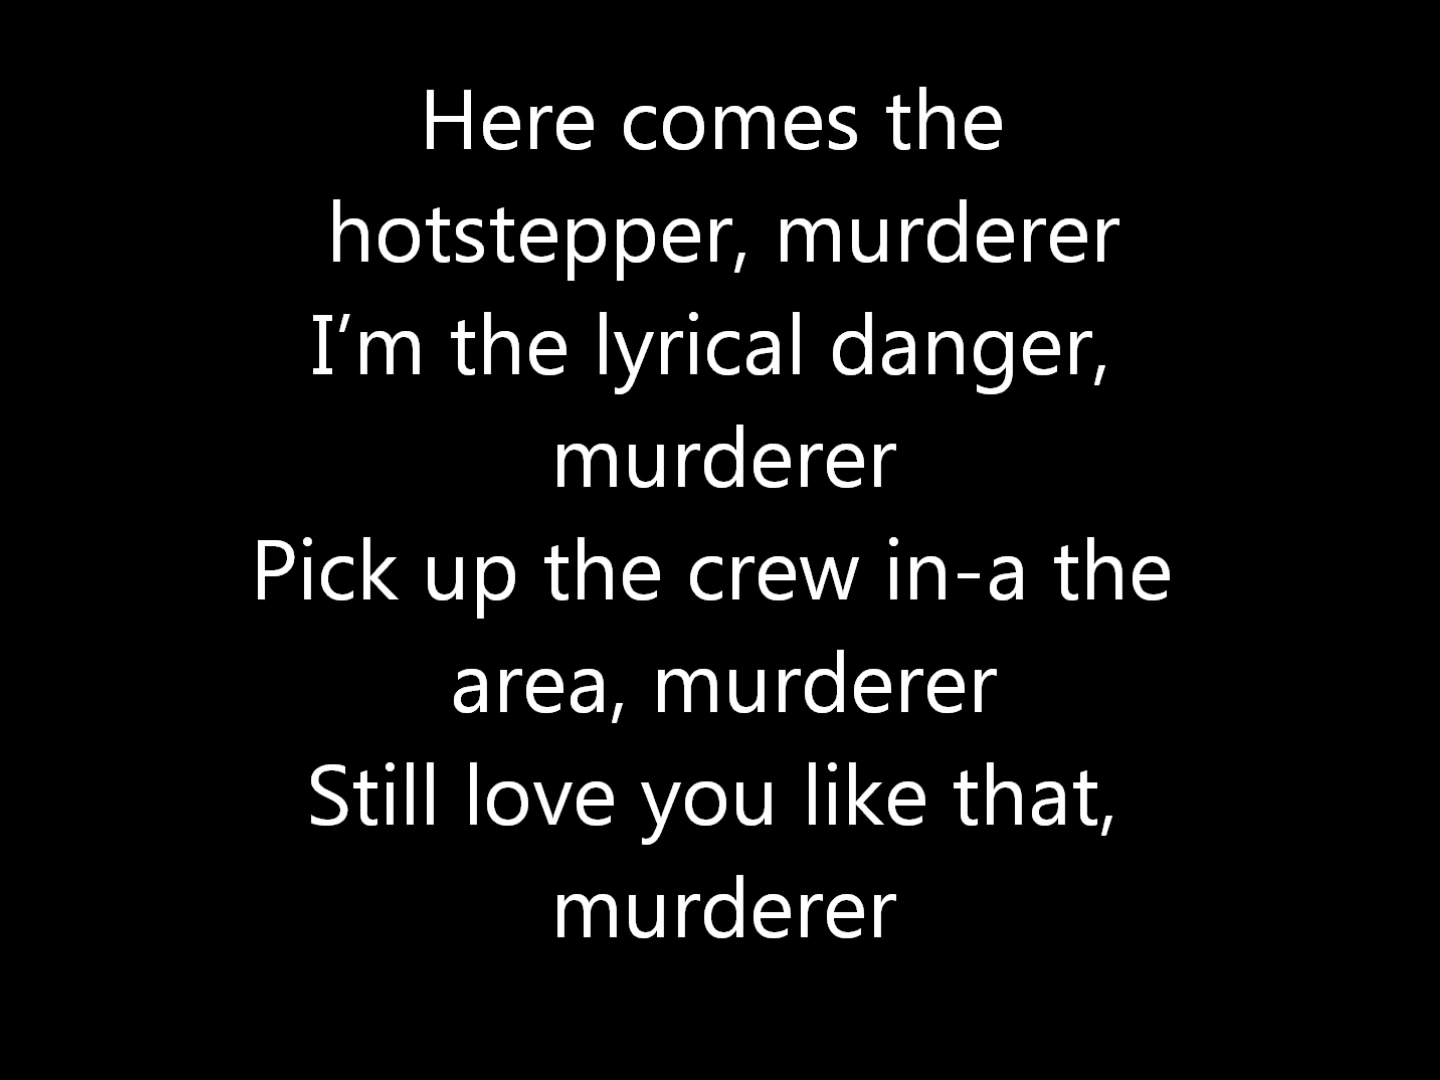 Here comes the
hotstepper, murderer
I’m the lyrical danger,
murderer
Pick up the crew in-a the
area, murderer
Still love you like that,
murderer